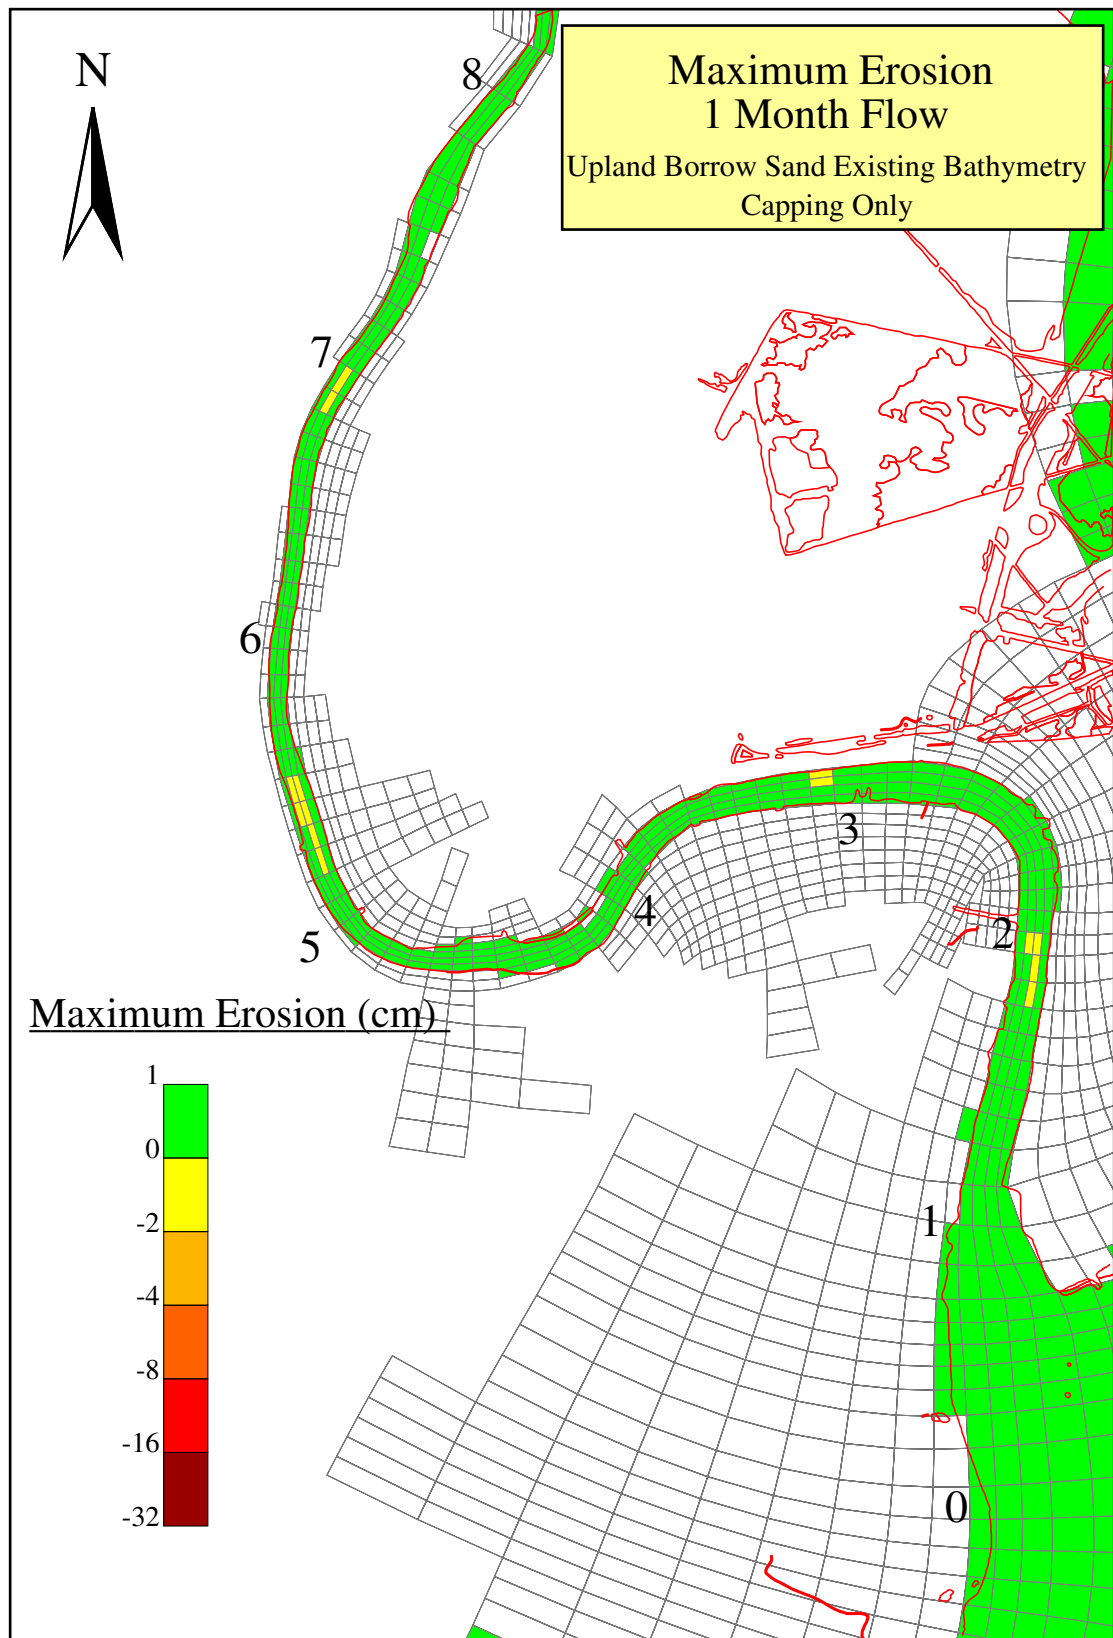 N
Maximum Erosion
1 Month Flow
Upland Borrow Sand Existing Bathymetry
Capping Only
8
7
6
5
4
3
2
1
0
Maximum Erosion (cm)
1
0
-2
-4
-8
-16
-32